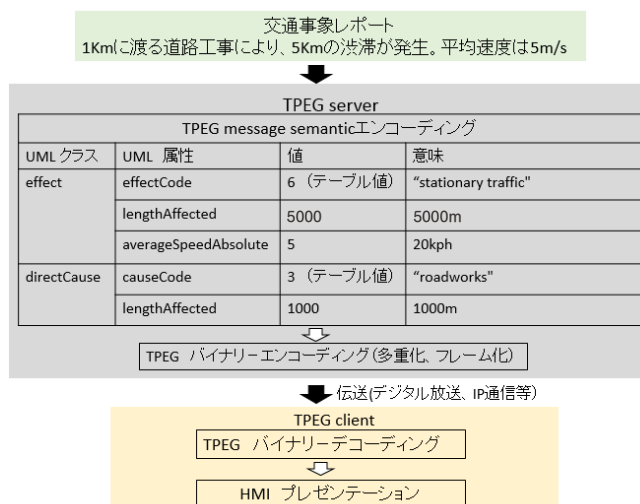 交通事象レポート
1Kmに渡る道路工事により、5Kmの渋滞が発生。平均速度は5m/s
TPEG server
TPEG message semanticエンコーディング
UML クラス UML 属性 値 意味
effect effectCode 6 (テーブル値) “stationary traffic"
lengthAffected 5000 5000m
averageSpeedAbsolute 5 20kph
directCause causeCode 3 (テーブル値) “roadworks"
lengthAffected 1000 1000m
TPEG バイナリーエンコーディング(多重化、フレーム化)
伝送(デジタル放送、IP通信等)
TPEG client
TPEG バイナリーデコーディング
HMI プレゼンテーション